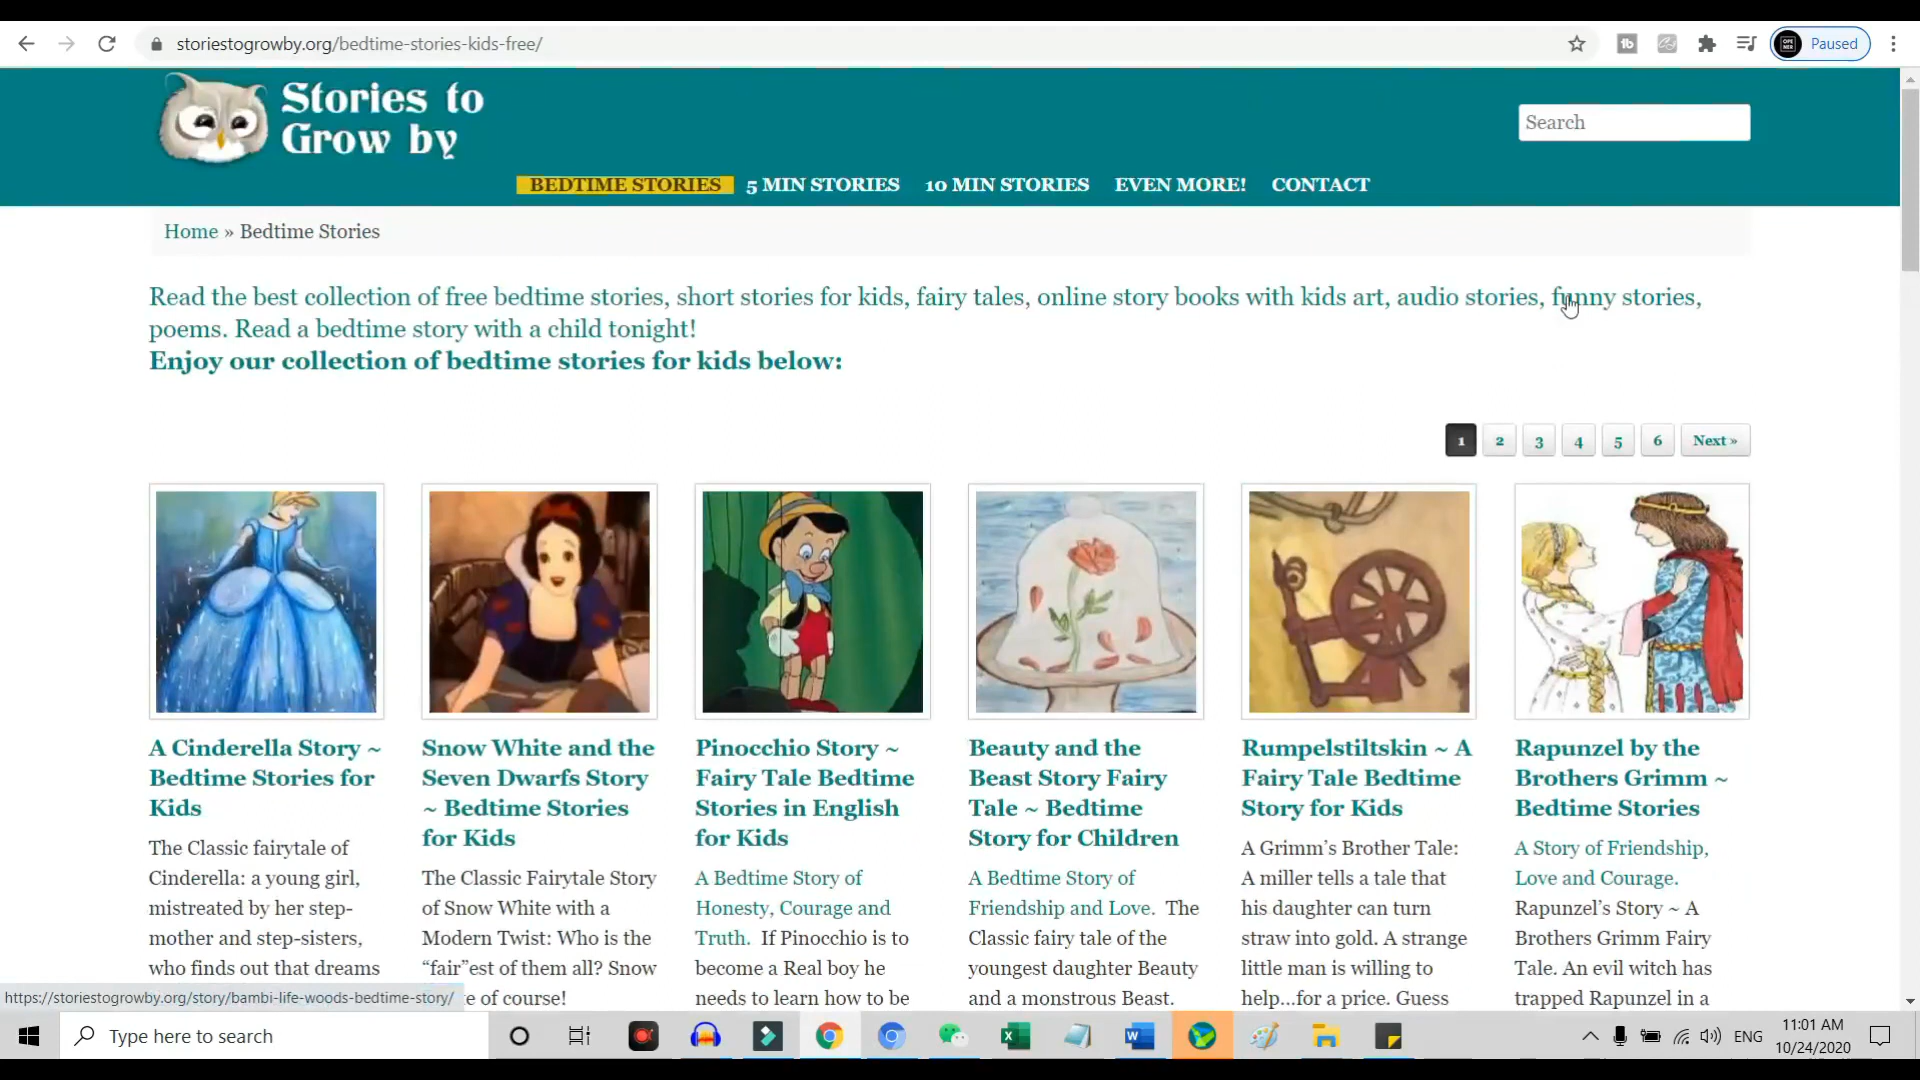 storiestogrowby.org/bedtime-stories-kids-free/
Paused
Stories to
Grow by
Search
BEDTIME STORIES 5 MIN STORIES 10 MIN STORIES EVEN MORE! CONTACT
Home » Bedtime Stories
Read the best collection of free bedtime stories, short stories for kids, fairy tales, online story books with kids art, audio stories, funny stories,
poems. Read a bedtime story with a child tonight!
Enjoy our collection of bedtime stories for kids below:
1 2 3 4 5 6 Next »
A Cinderella Story ~
Bedtime Stories for
Kids
The Classic fairytale of
Cinderella: a young girl,
mistreated by her step-
mother and step-sisters,
who finds out that dreams
Snow White and the
Seven Dwarfs Story
~ Bedtime Stories
for Kids
The Classic Fairytale Story
of Snow White with a
Modern Twist: Who is the
“fair”est of them all? Snow
te of course!
Pinocchio Story ~
Fairy Tale Bedtime
Stories in English
for Kids
A Bedtime Story of
Honesty, Courage and
Truth. If Pinocchio is to
become a Real boy he
needs to learn how to be
Beauty and the
Beast Story Fairy
Tale ~ Bedtime
Story for Children
A Bedtime Story of
Friendship and Love. The
Classic fairy tale of the
youngest daughter Beauty
and a monstrous Beast.
Rumpelstiltskin ~ A
Fairy Tale Bedtime
Story for Kids
A Grimm’s Brother Tale:
A miller tells a tale that
his daughter can turn
straw into gold. A strange
little man is willing to
help...for a price. Guess
Rapunzel by the
Brothers Grimm ~
Bedtime Stories
A Story of Friendship,
Love and Courage.
Rapunzel’s Story ~ A
Brothers Grimm Fairy
Tale. An evil witch has
trapped Rapunzel in a
https://storiestogrowby.org/story/bambi-life-woods-bedtime-story/
Type here to search
ENG
11:01 AM
10/24/2020